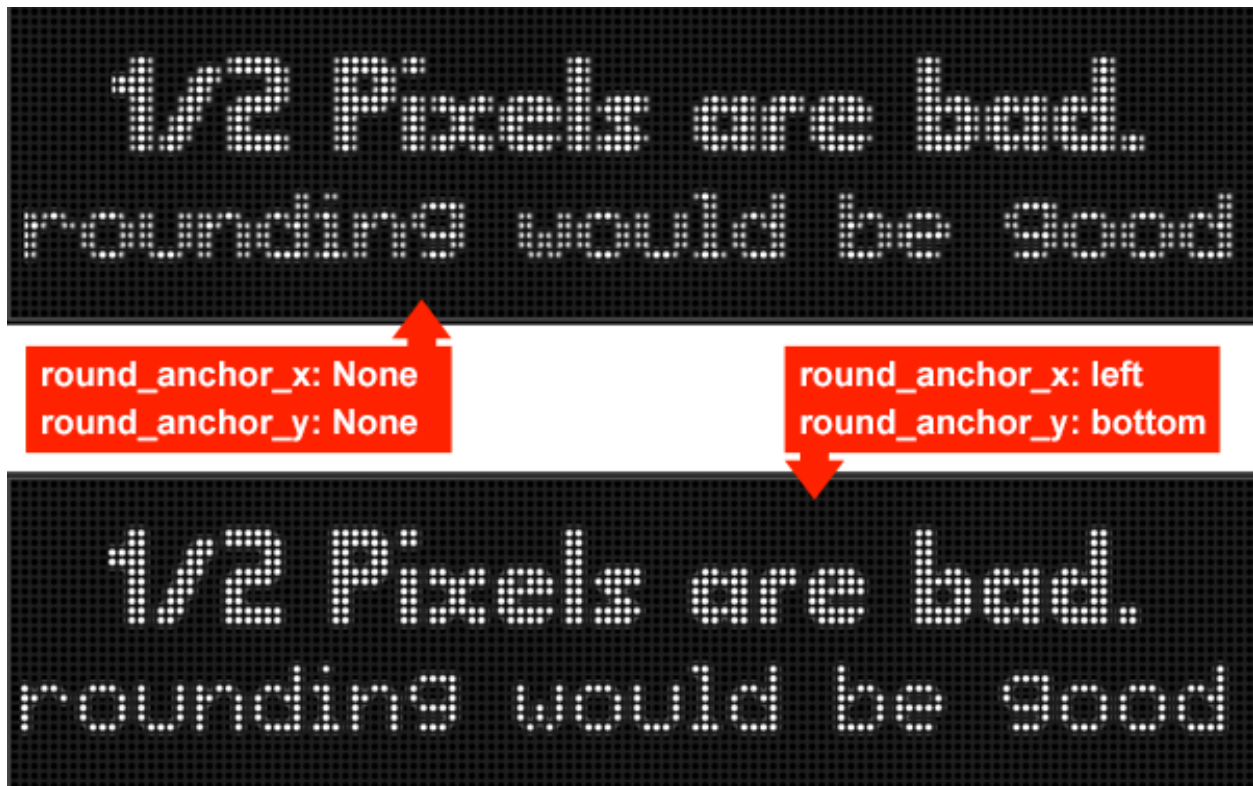 1/2 Pixels are bad.
rounding would be good
round_anchor_x: None
round_anchor_y: None
round_anchor_x: left
round_anchor_y: bottom
1/2 Pixels are bad.
rounding would be good